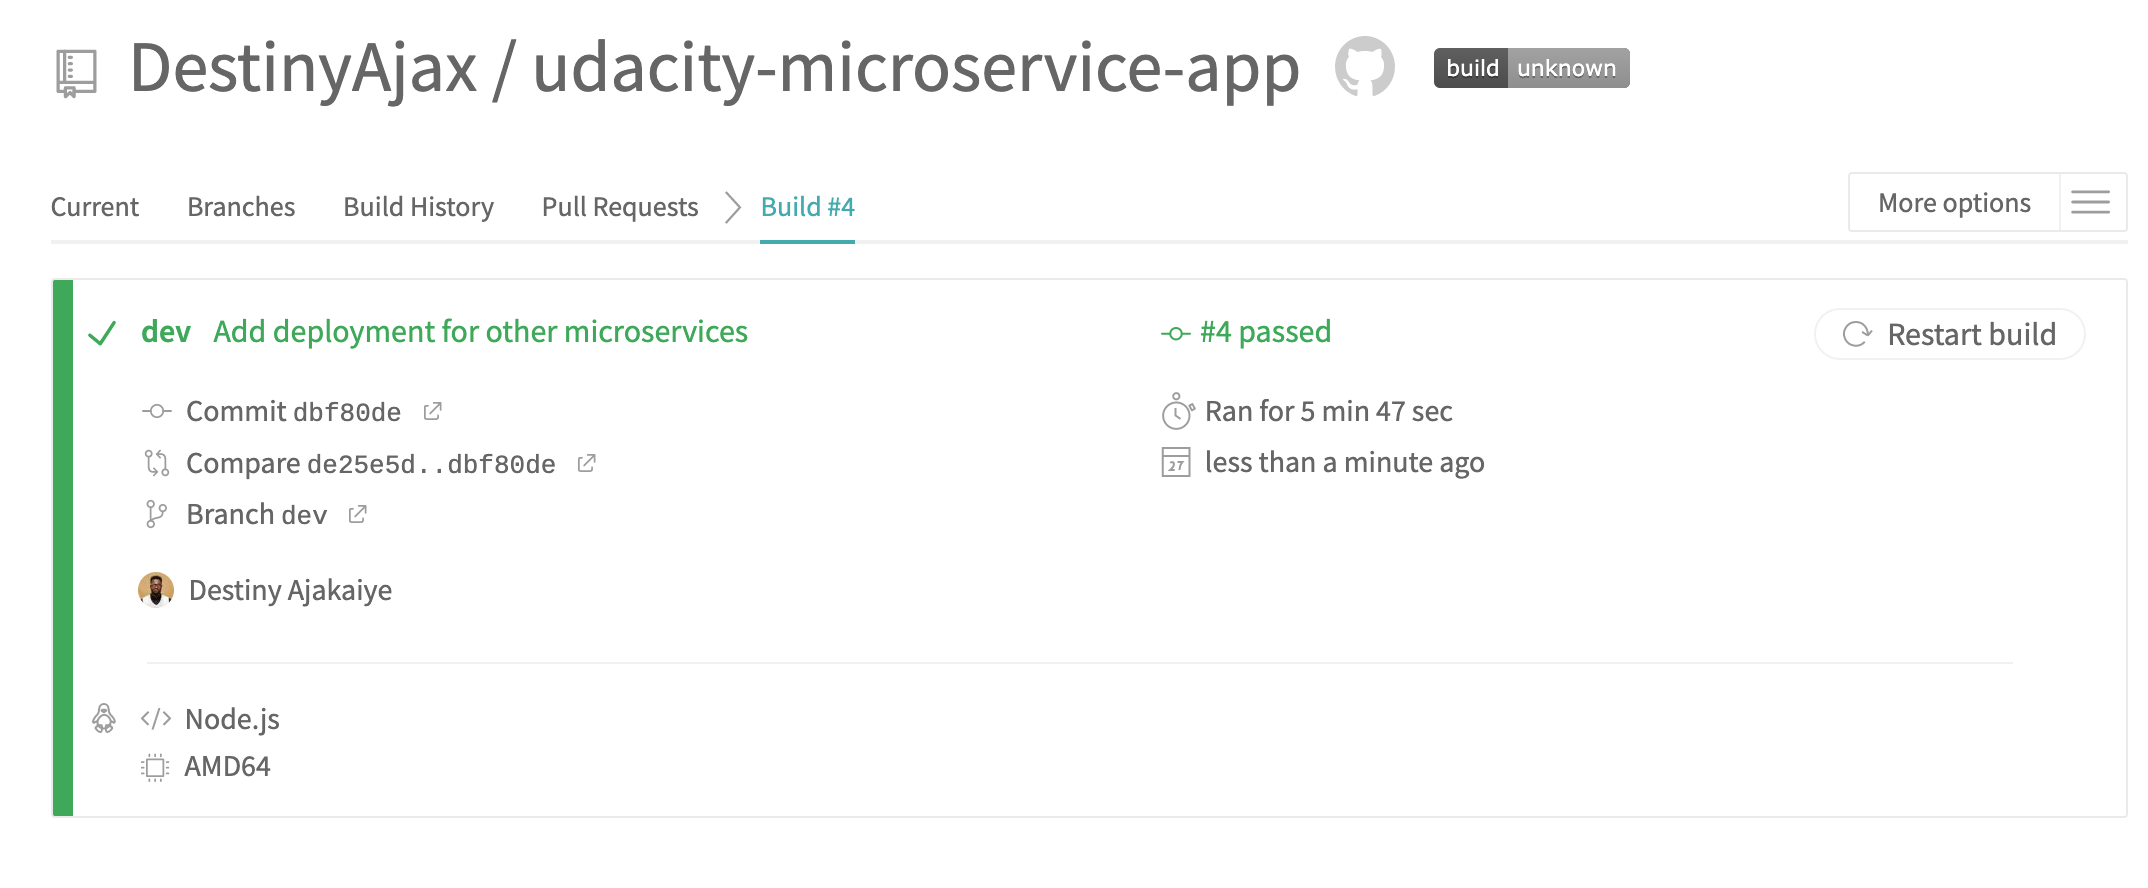 DestinyAjax / udacity-microservice-app build unknown
Current Branches Build History Pull Requests Build #4 More options
dev Add deployment for other microservices #4 passed Restart build
Commit dbf80de Ran for 5 min 47 sec
Compare de25e5d..dbf80de 27 less than a minute ago
Branch dev
Destiny Ajakaiye
</> Node.js
AMD64